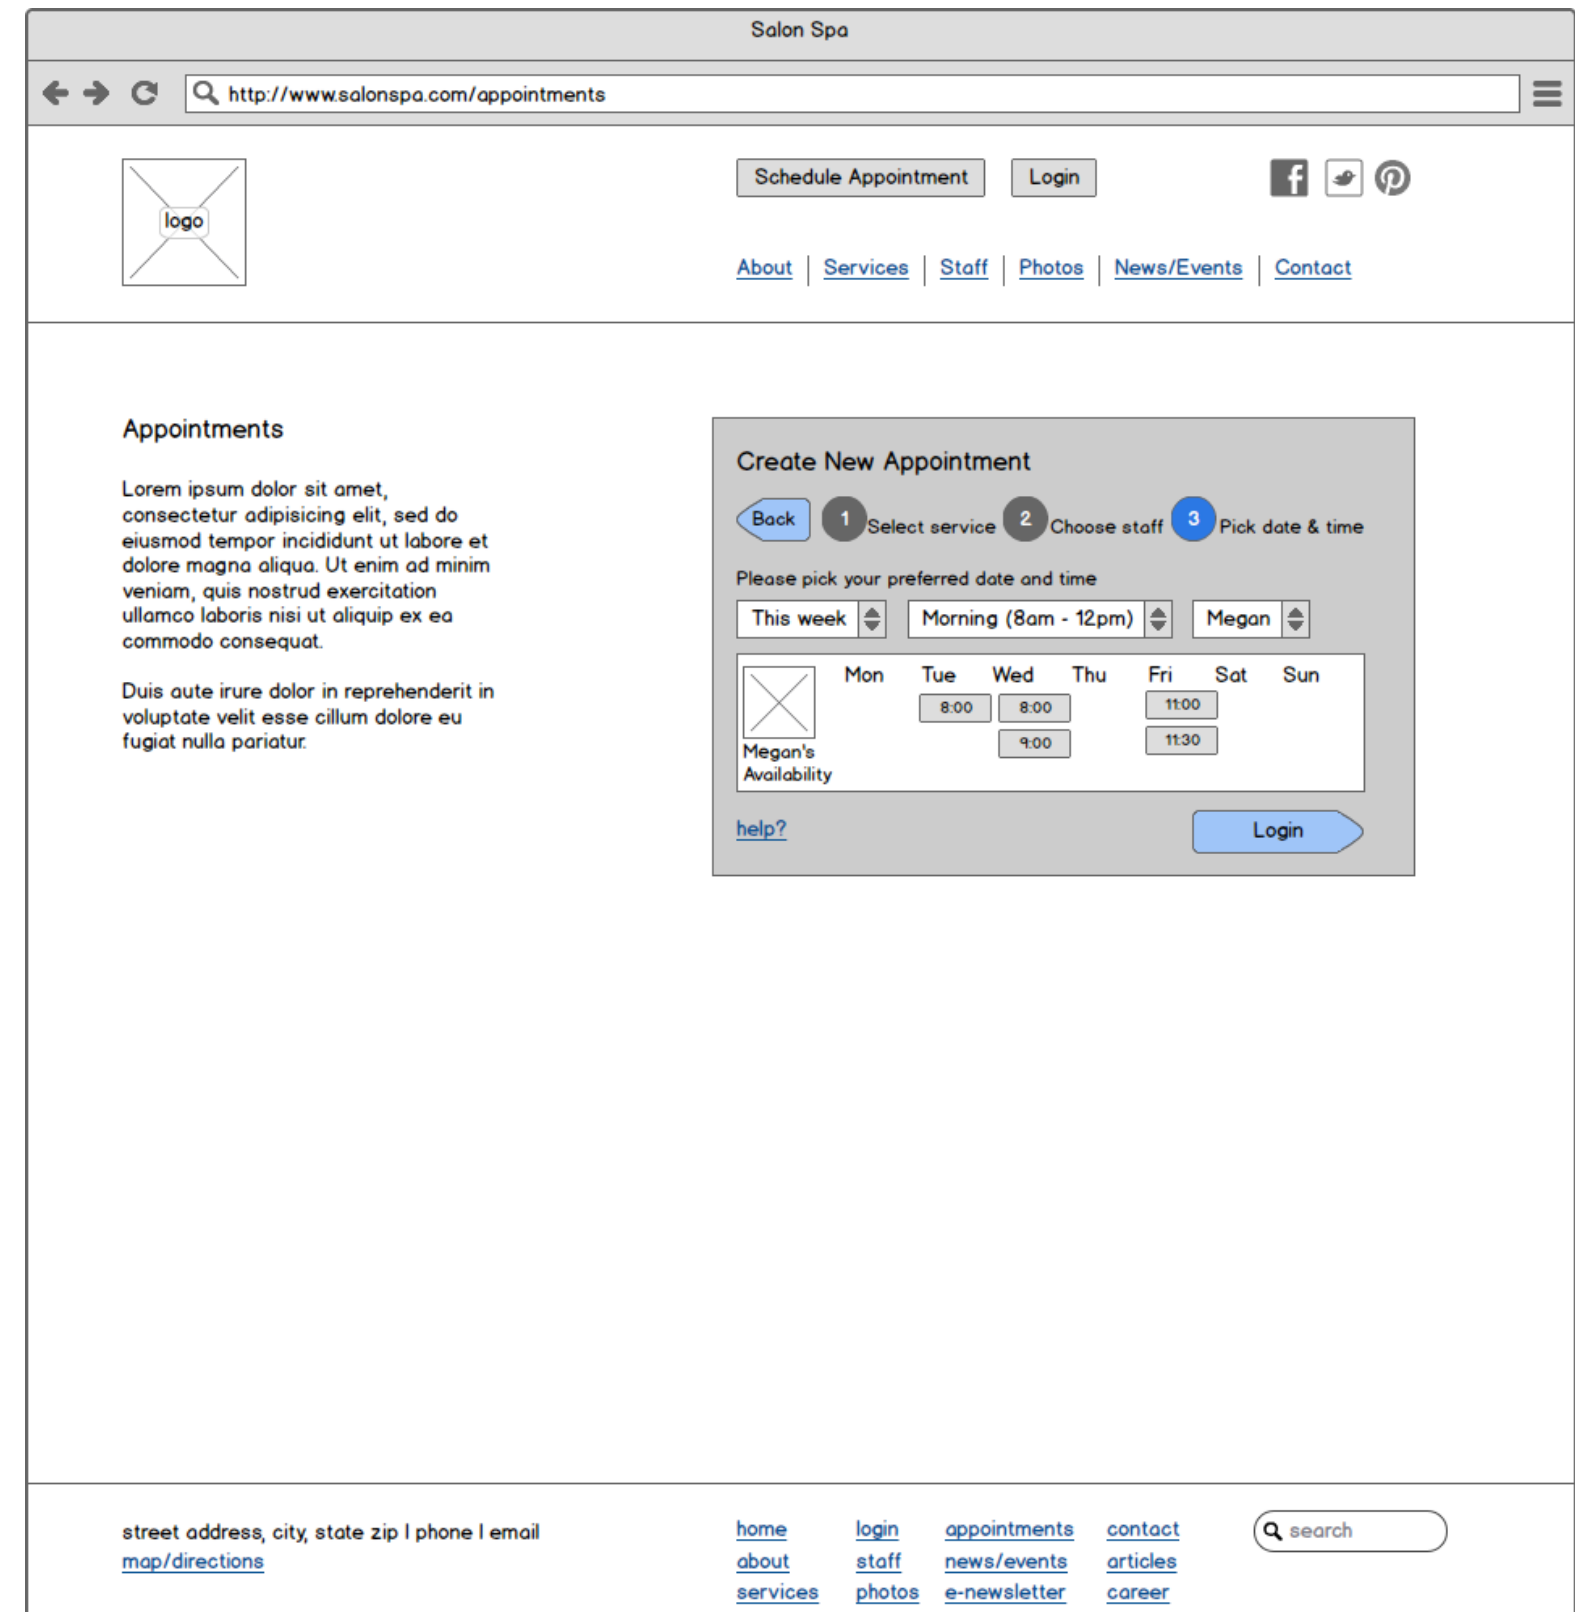 Salon Spa
http://www.salonspa.com/appointments
logo
Schedule Appointment Login
About Services Staff Photos News/Events Contact
Appointments
Lorem ipsum dolor sit amet,
consectetur adipisicing elit, sed do
eiusmod tempor incididunt ut labore et
dolore magna aliqua. Ut enim ad minim
veniam, quis nostrud exercitation
ullamco laboris nisi ut aliquip ex ea
commodo consequat.
Duis aute irure dolor in reprehenderit in
voluptate velit esse cillum dolore eu
fugiat nulla pariatur.
Create New Appointment
Back 1 Select service 2 Choose staff 3 Pick date & time
Please pick your preferred date and time
This week Morning (8am - 12pm) Megan
Mon Tue Wed Thu Fri Sat Sun
8:00 8:00 11:00
9:00 11:30
Megan's
Availability
help? Login
street address, city, state zip | phone | email
map/directions
home login appointments contact
about staff news/events articles
services photos e-newsletter career
search